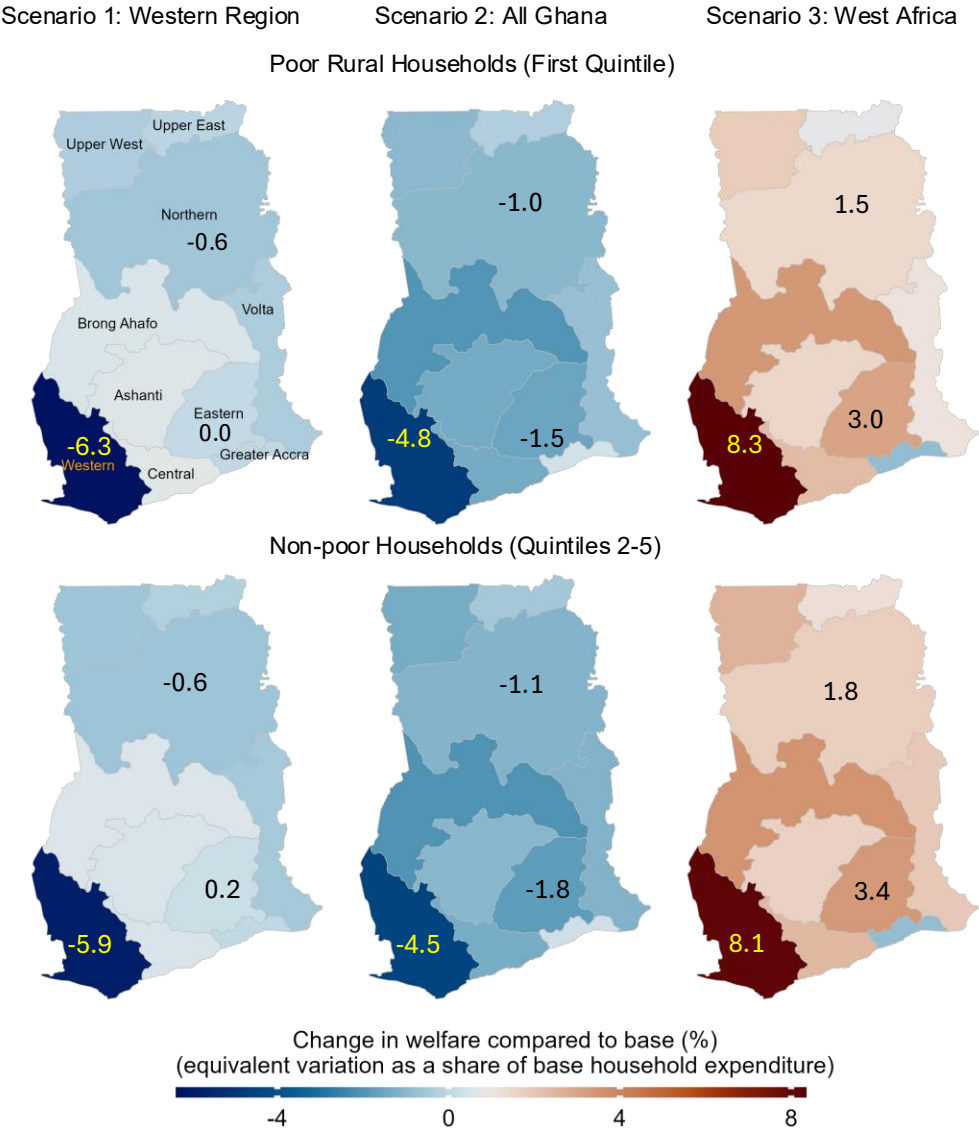 Scenario 1: Western Region
Scenario 2: All Ghana
Scenario 3: West Africa
Poor Rural Households (First Quintile)
Upper East
Upper West
Northern
-0.6
Volta
Brong Ahafo
Ashanti
Eastern
0.0
-6.3
Western
Greater Accra
Central
-1.0
-4.8
-1.5
1.5
8.3
3.0
Non-poor Households (Quintiles 2-5)
-0.6
0.2
-5.9
-1.1
-1.8
-4.5
1.8
3.4
8.1
Change in welfare compared to base (%)
(equivalent variation as a share of base household expenditure)
-4
0
4
8